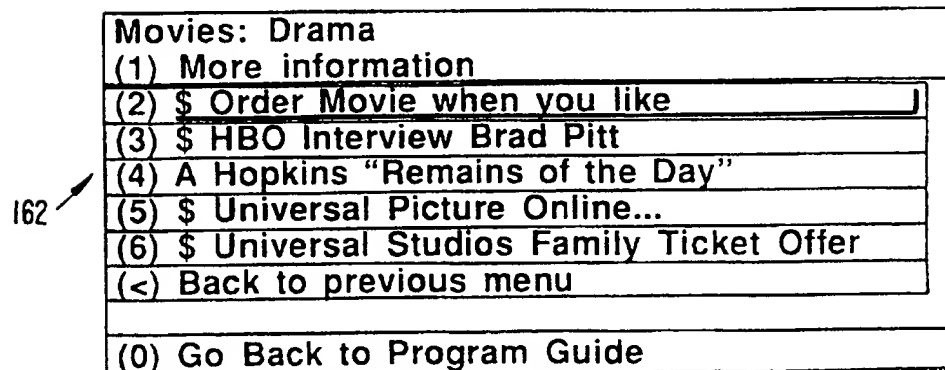 Movies: Drama
(1) More information
(2) $ Order Movie when you like
(3) $ HBO Interview Brad Pitt
(4) A Hopkins “Remains of the Day”
162
(5) $ Universal Picture Online...
(6) $ Universal Studios Family Ticket Offer
(<) Back to previous menu
(0) Go Back to Program Guide